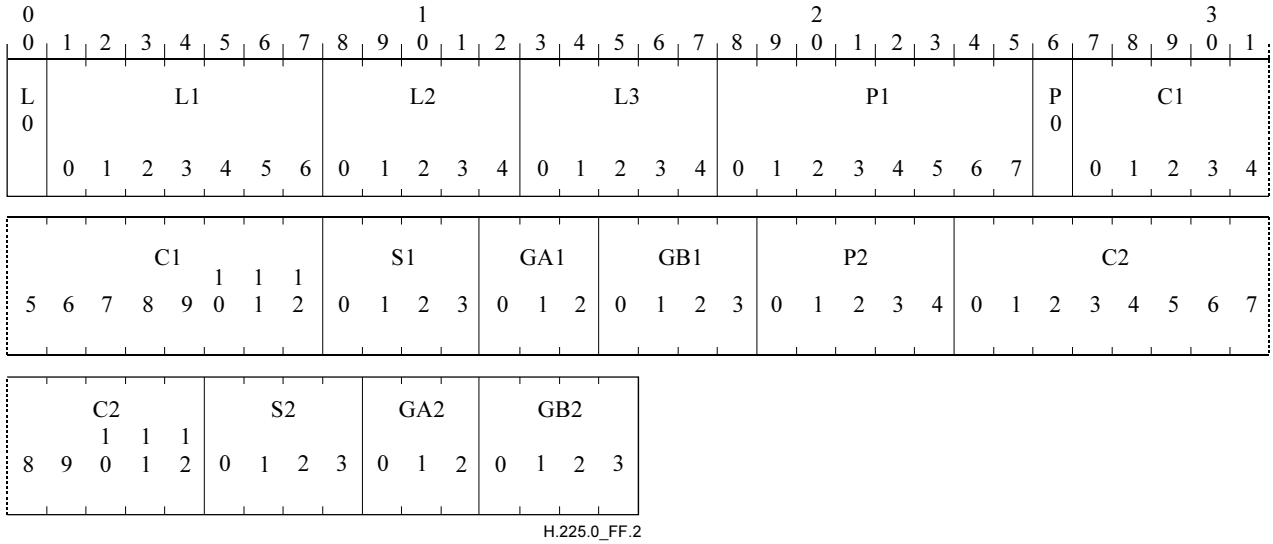 0 1 2 3
0 1 2 3 4 5 6 7 8 9 0 1 2 3 4 5 6 7 8 9 0 1 2 3 4 5 6 7 8 9 0 1
L L1 L2 L3 P1 P C1
0 0
0 1 2 3 4 5 6 0 1 2 3 4 0 1 2 3 4 0 1 2 3 4 5 6 7 0 1 2 3 4
C1 S1 GA1 GB1 P2 C2
1 1 1
5 6 7 8 9 0 1 2 0 1 2 3 0 1 2 0 1 2 3 0 1 2 3 4 0 1 2 3 4 5 6 7
C2 S2 GA2 GB2
1 1 1
8 9 0 1 2 0 1 2 3 0 1 2 0 1 2 3
H.225.0_FF.2